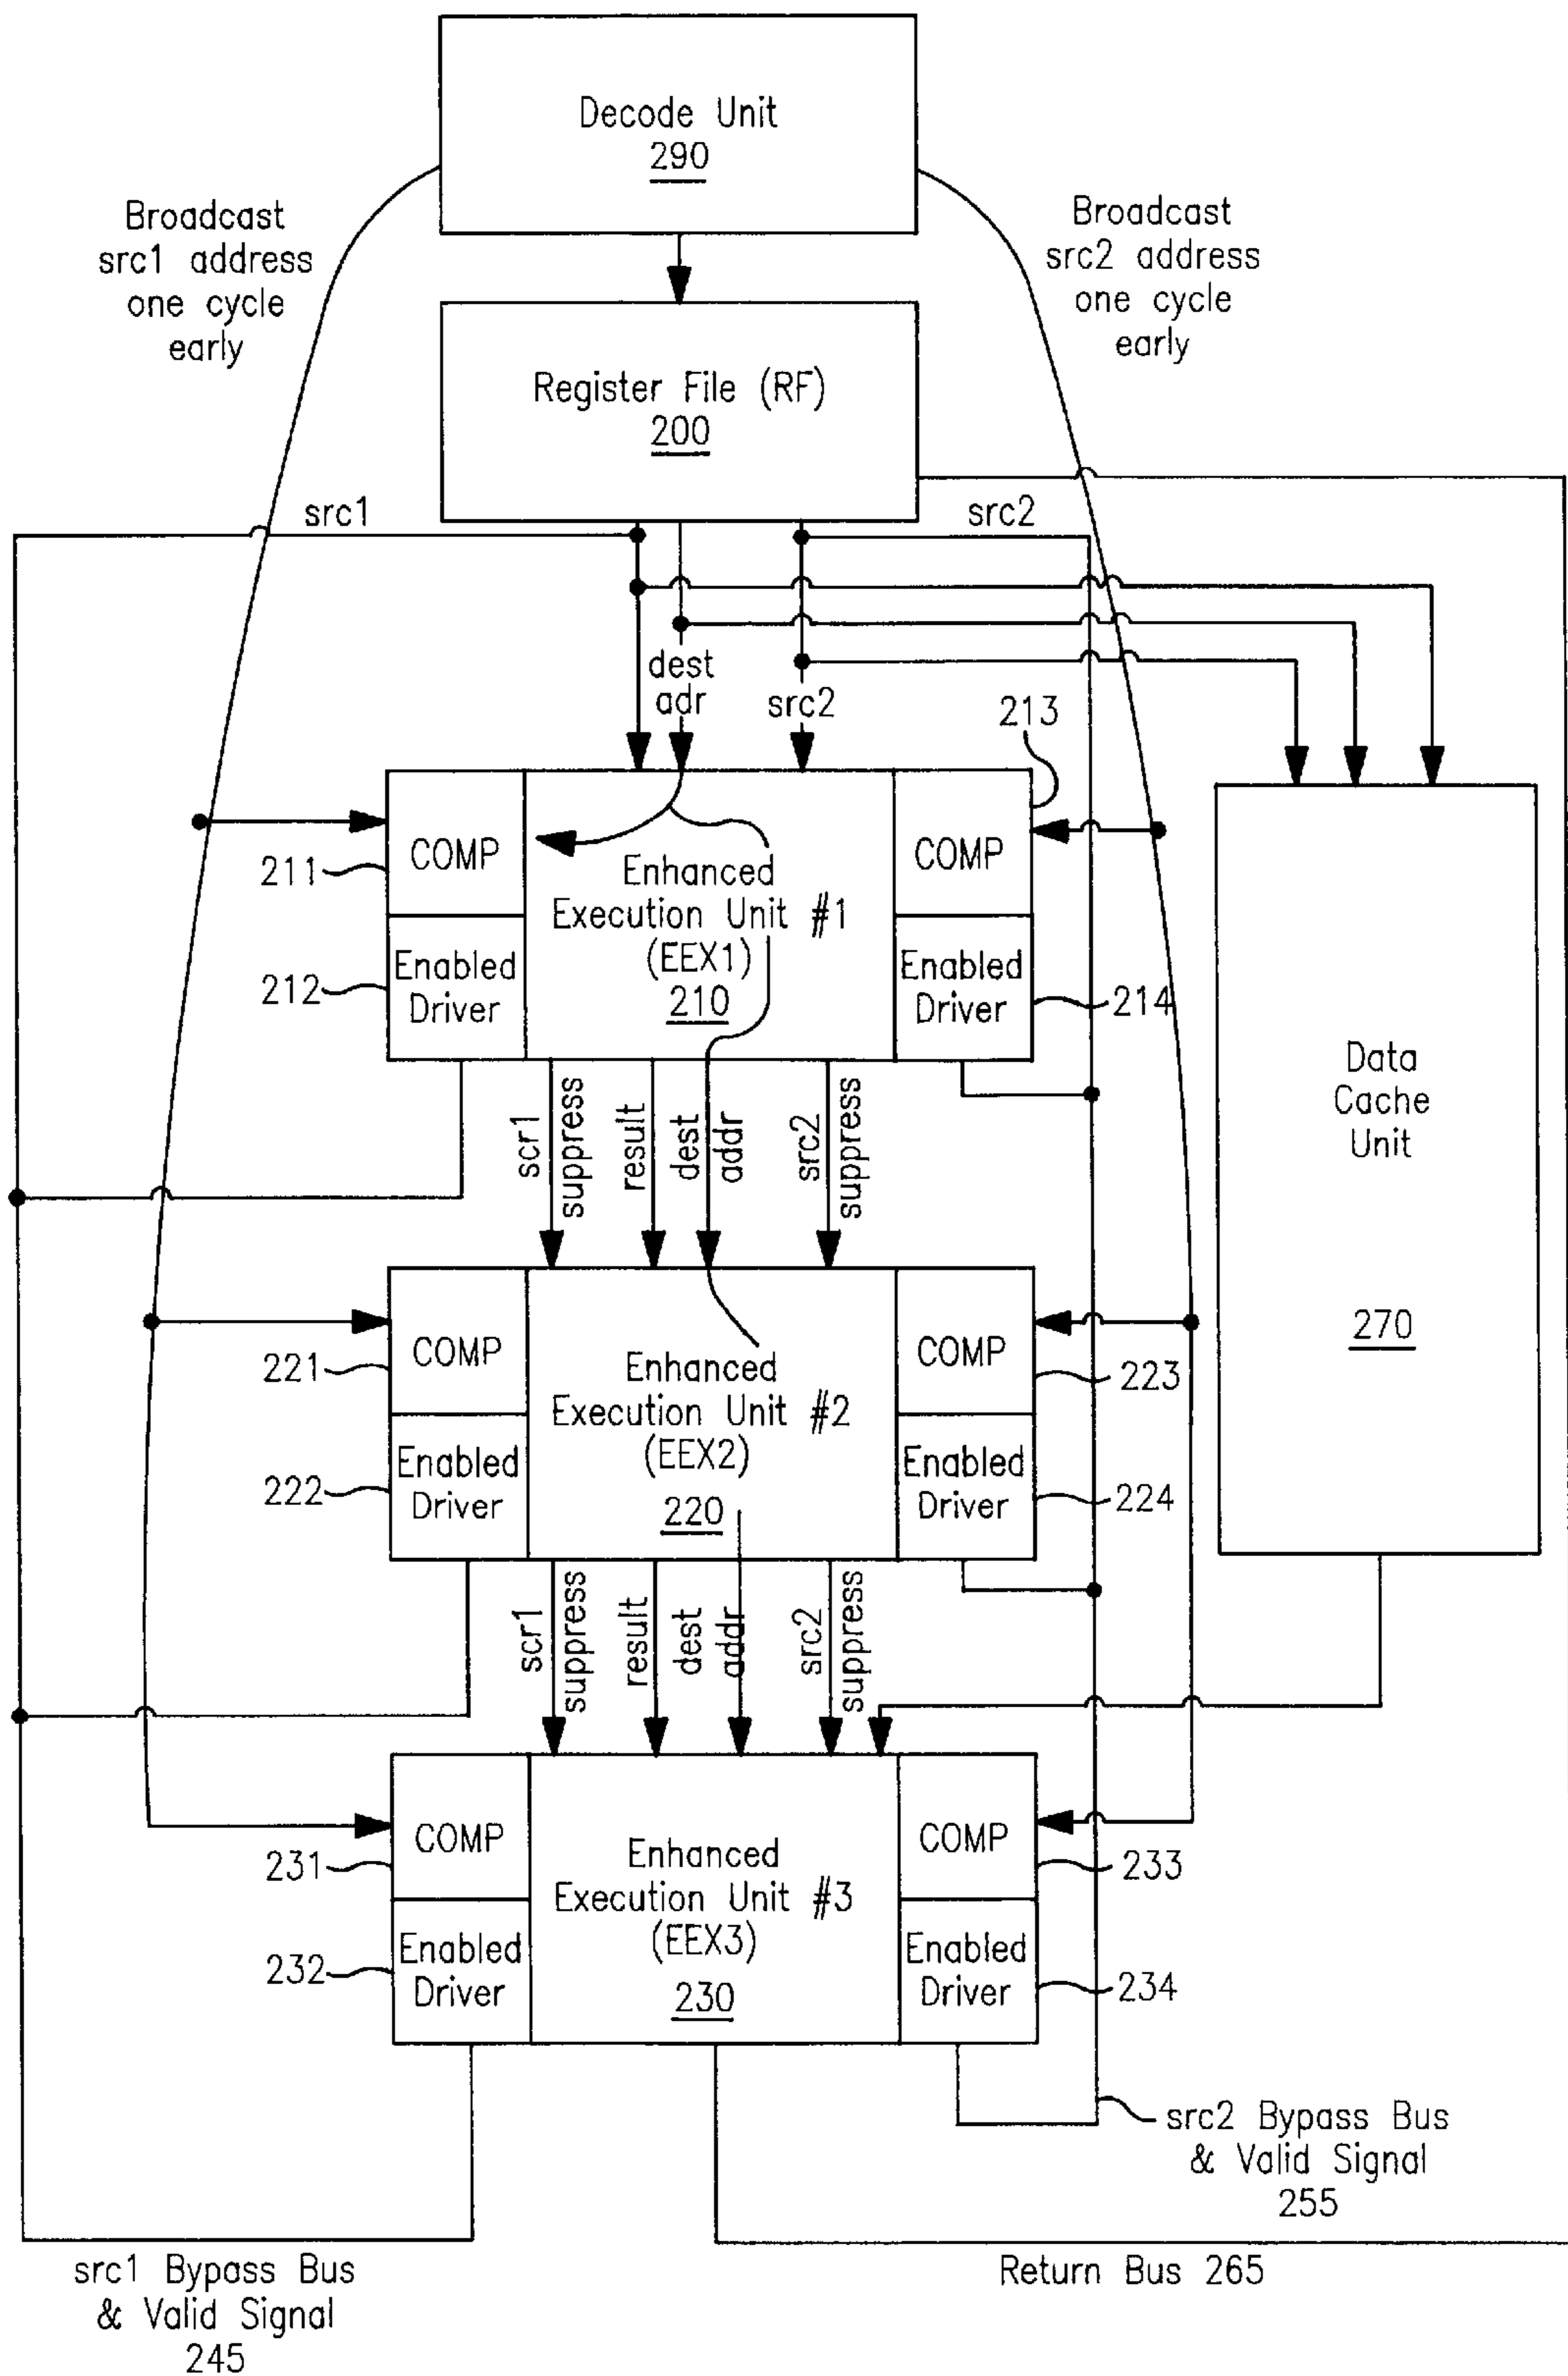 Decode Unit
290
Broadcast
src1 address
one cycle
early
Broadcast
src2 address
one cycle
early
Register File (RF)
200
src1
src2
dest
adr
src2
213
COMP
211
Enhanced
Execution Unit #1
(EEX1)
210
COMP
Enabled
Driver
212
Enabled
Driver
214
Data
Cache
Unit
270
scr1
suppress
result
dest
addr
src2
suppress
COMP
221
Enhanced
Execution Unit #2
(EEX2)
220
COMP
223
Enabled
Driver
222
Enabled
Driver
224
scr1
suppress
result
dest
addr
src2
suppress
COMP
231
Enhanced
Execution Unit #3
(EEX3)
230
COMP
233
Enabled
Driver
232
Enabled
Driver
234
src2 Bypass Bus
& Valid Signal
255
Return Bus 265
src1 Bypass Bus
& Valid Signal
245